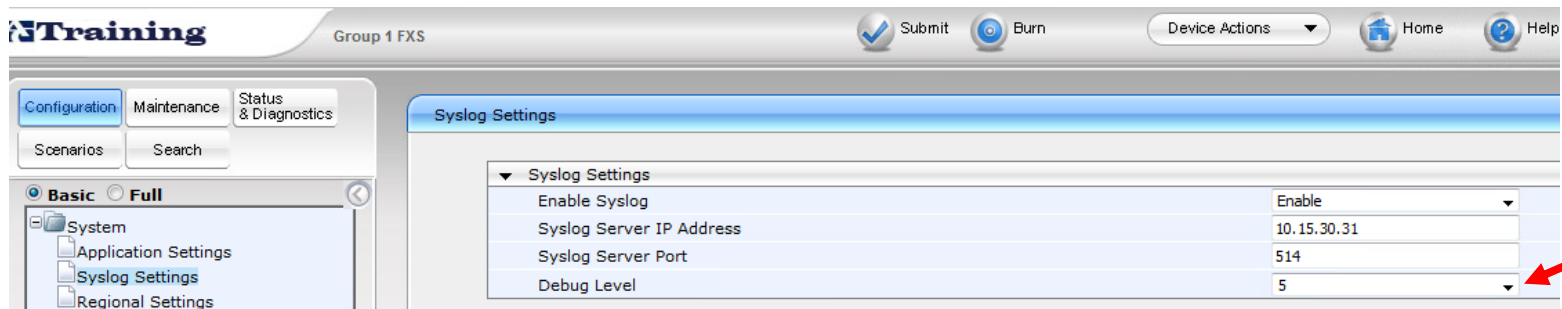 Training
Group 1 FXS
Submit
Burn
Device Actions
Home
Help
Configuration
Maintenance
Status
& Diagnostics
Scenarios
Search
Basic
Full
System
Application Settings
Syslog Settings
Regional Settings
Syslog Settings
Syslog Settings
Enable Syslog Enable
Syslog Server IP Address 10.15.30.31
Syslog Server Port 514
Debug Level 5